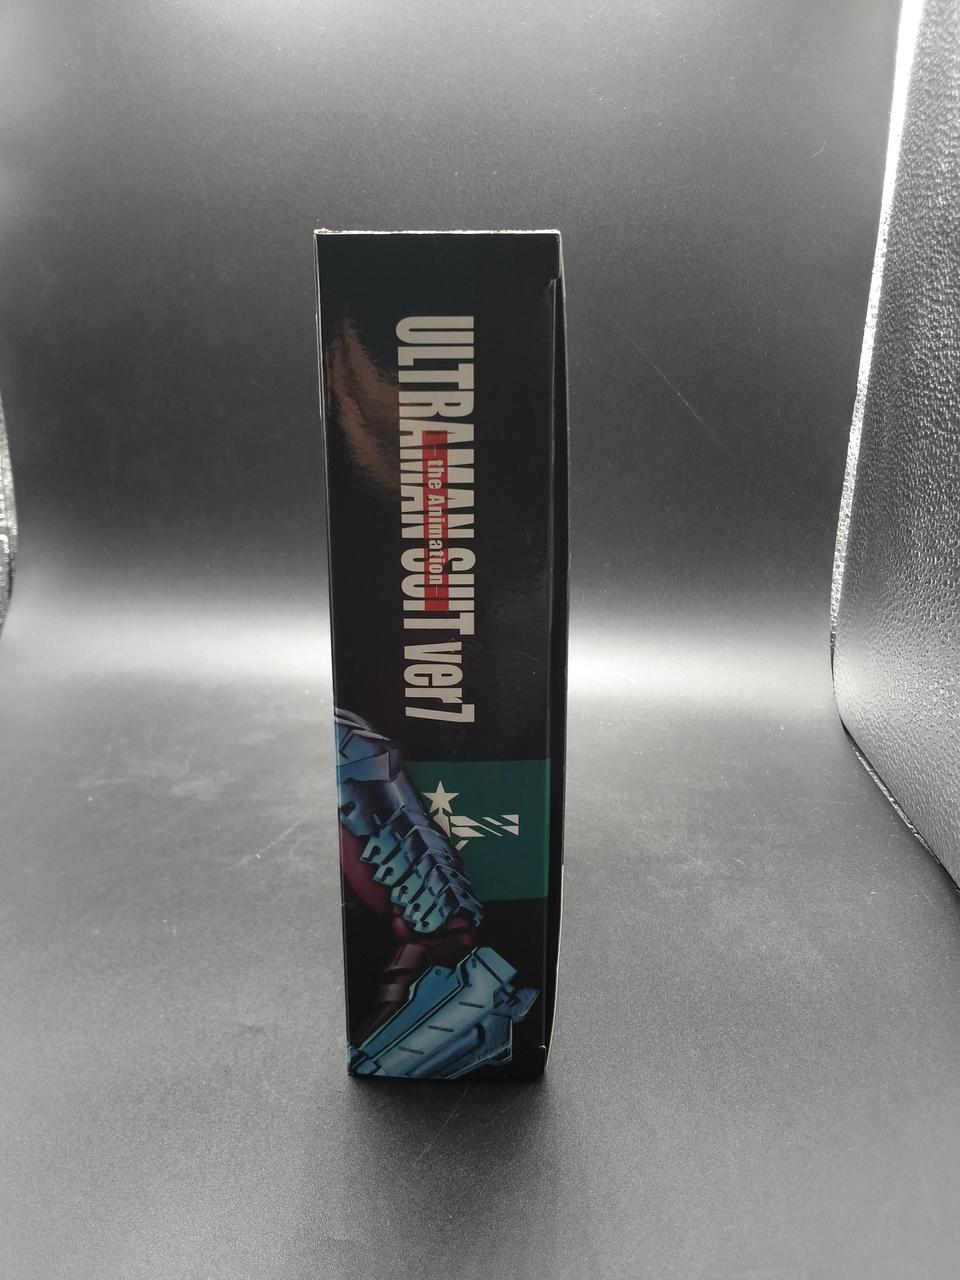 ULTRAMAN SUIT ver7
the Animation